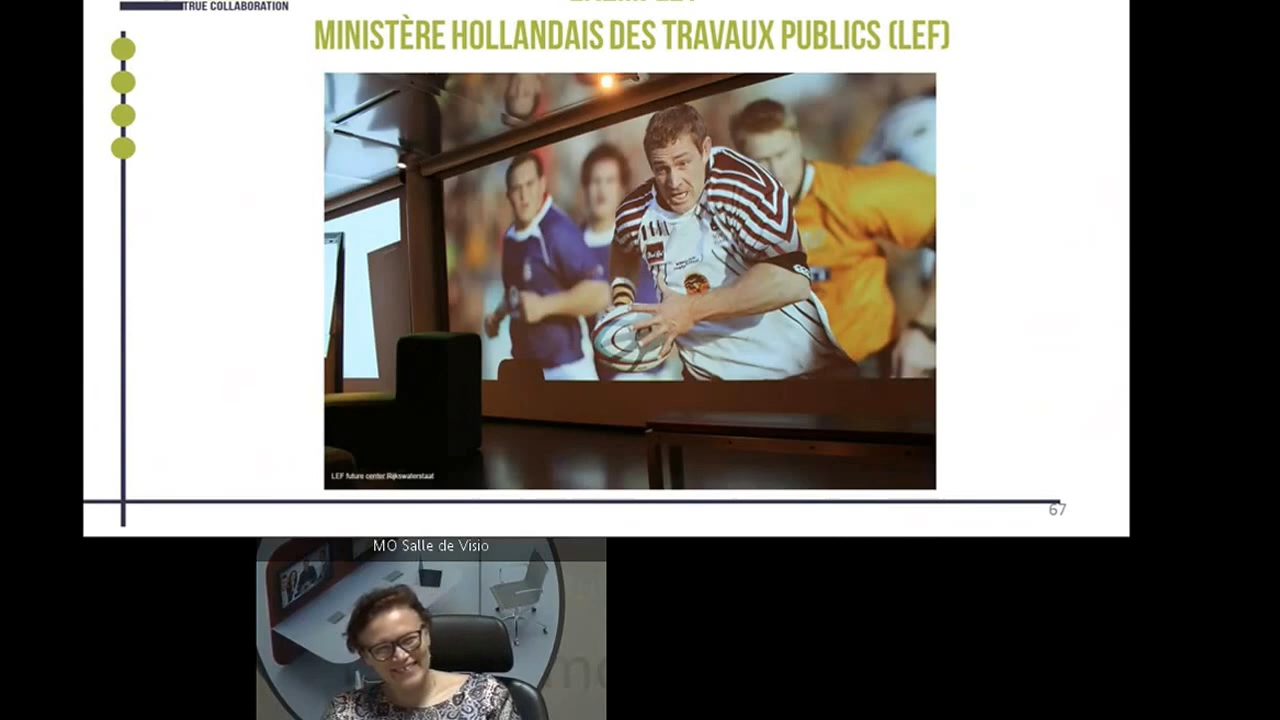 TRUE COLLABORATION
MINISTÈRE HOLLANDAIS DES TRAVAUX PUBLICS (LEF)
LEF future center Rijkswaterstaat
67
MO Salle de Visio